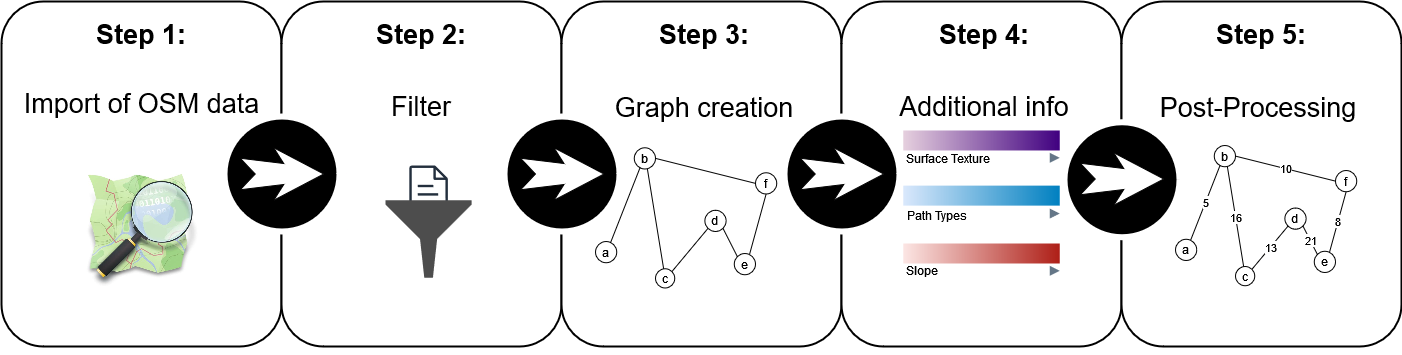 Step 1:
Step 2:
Step 3:
Step 4:
Step 5:
Import of OSM data
Filter
Graph creation
Additional info
Post-Processing
b
f
d
a
e
c
Surface Texture
Path Types
Slope
b
10
f
5
16
d
8
a
13
21
e
c